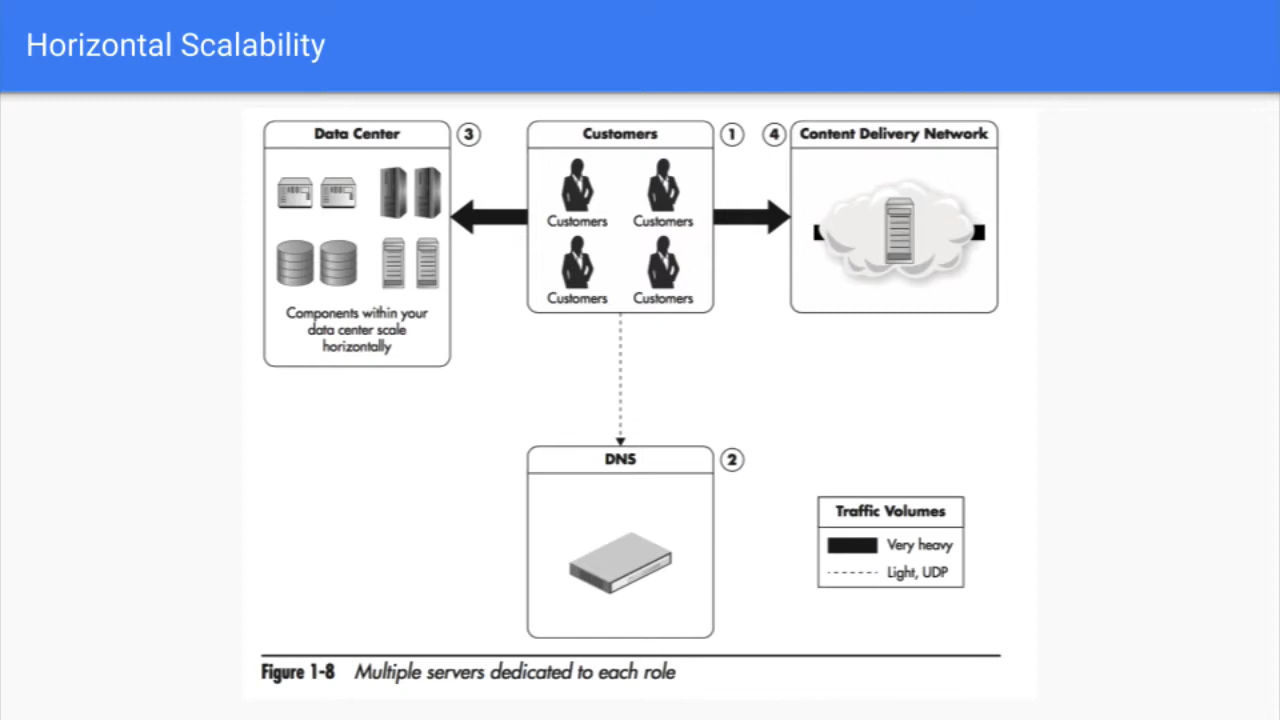 Horizontal Scalability
Data Center
3
Components within your
data center scale
horizontally
Customers
1
Customers
Customers
Customers
Customers
4
Content Delivery Network
DNS
2
Traffic Volumes
Very heavy
Light, UDP
Figure 1-8 Multiple servers dedicated to each role